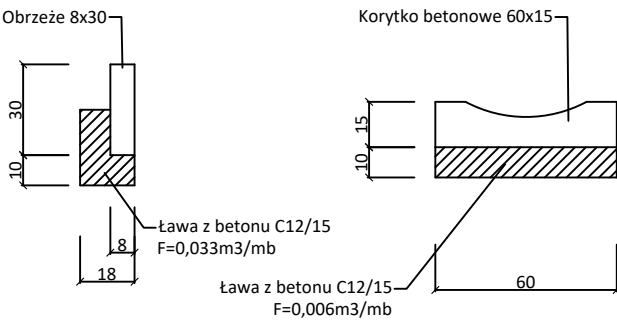 Obrzeże 8x30
30
10
8
18
Ława z betonu C12/15
F=0,033m3/mb
Korytko betonowe 60x15
15
10
60
Ława z betonu C12/15
F=0,006m3/mb